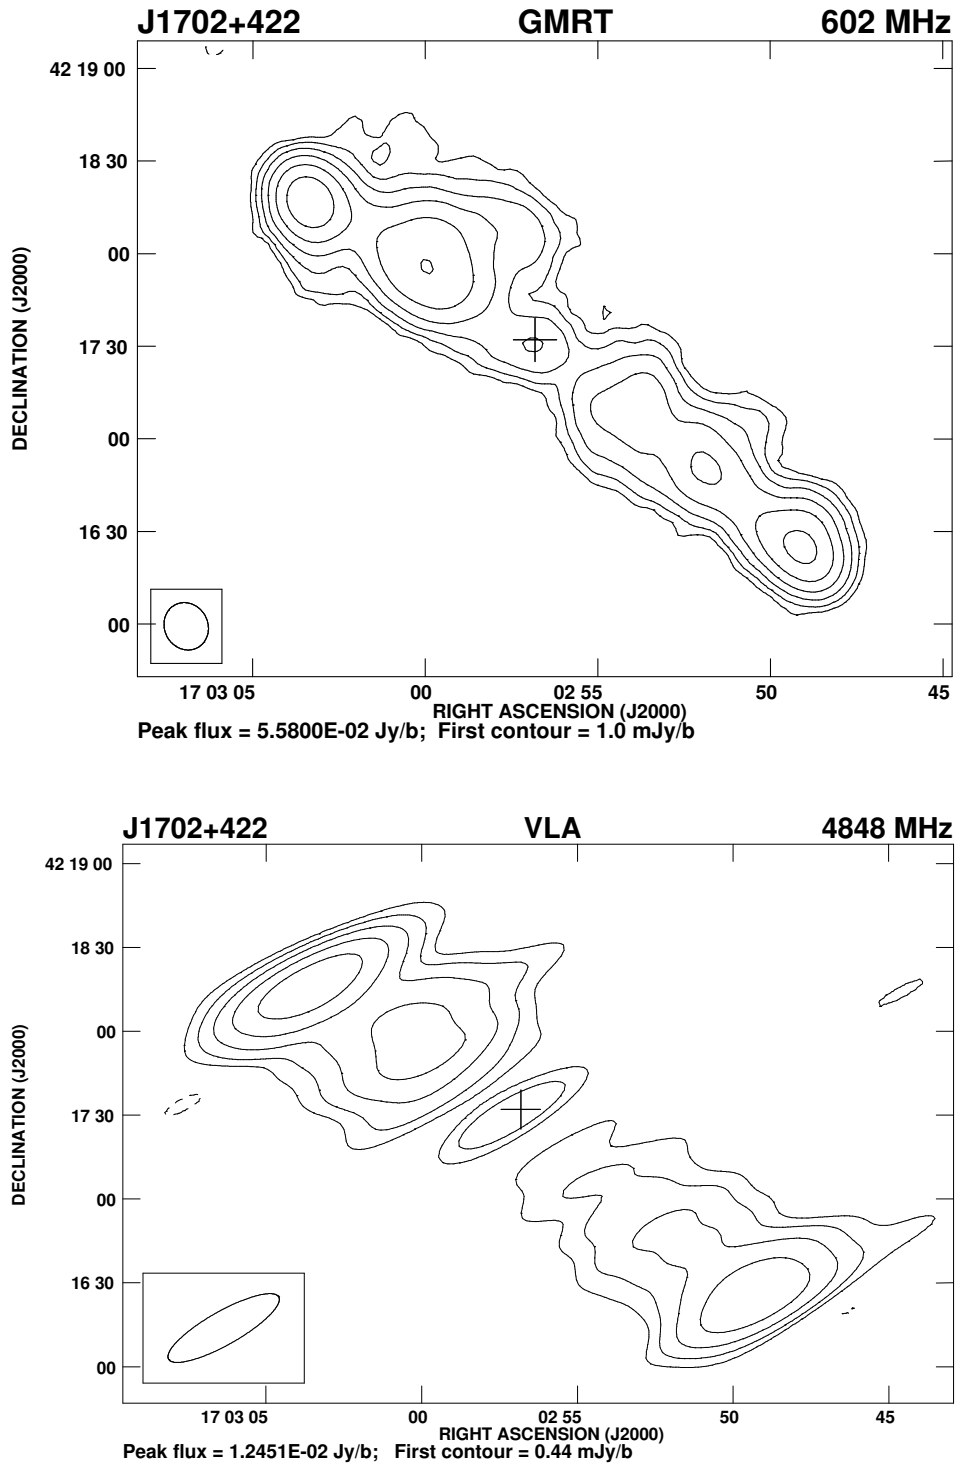 J1702+422 GMRT 602 MHz
42 19 00
18 30
00
17 30
00
16 30
00
DECLINATION (J2000)
17 03 05 00 02 55 50 45
RIGHT ASCENSION (J2000)
Peak flux = 5.5800E-02 Jy/b; First contour = 1.0 mJy/b
J1702+422 VLA 4848 MHz
42 19 00
18 30
00
17 30
00
16 30
00
DECLINATION (J2000)
17 03 05 00 02 55 50 45
RIGHT ASCENSION (J2000)
Peak flux = 1.2451E-02 Jy/b; First contour = 0.44 mJy/b